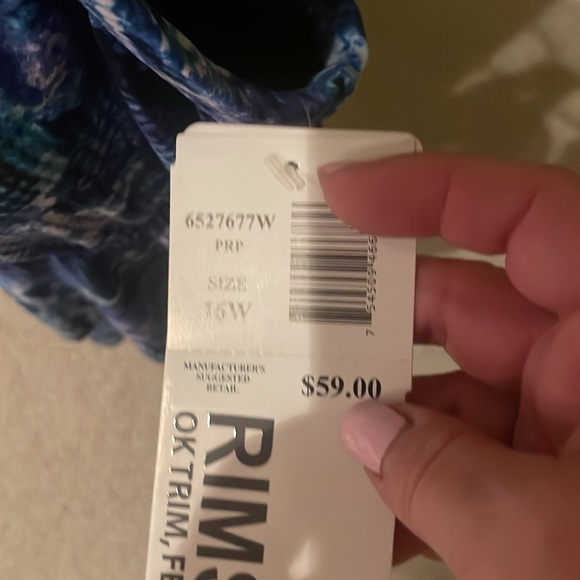 6527677W
PRP
SIZE
16W
MANUFACTURER'S
SUGGESTED
RETAIL
$59.00
RIMS
OK TRIM, FE